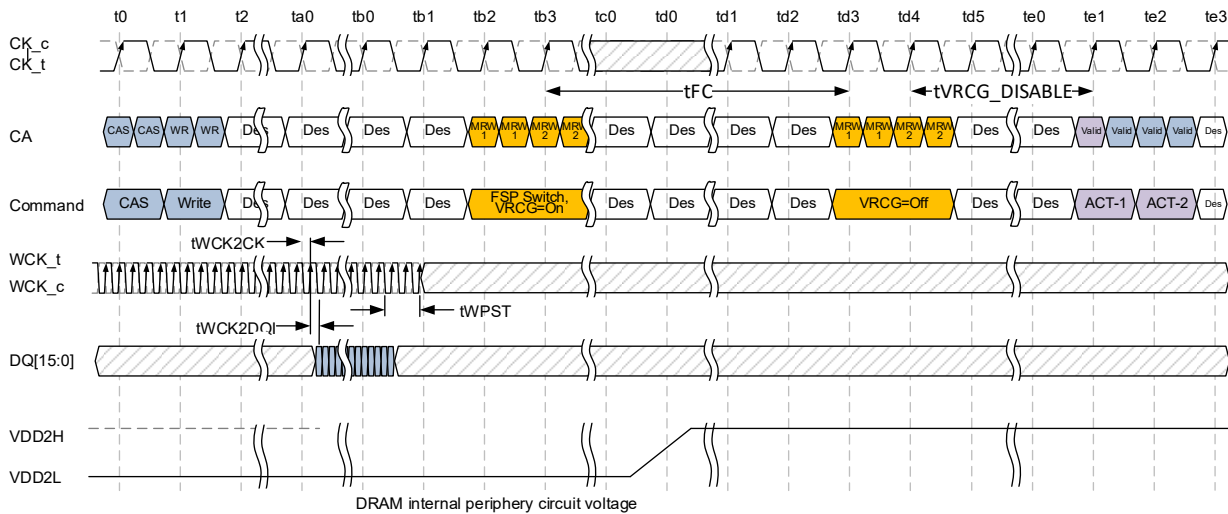 t0 t1 t2 ta0 tb0 tb1 tb2 tb3 tc0 td0 td1 td2 td3 td4 td5 te0 te1 te2 te3
CK_c
CK_t
tFC tVRCG_DISABLE
CA CAS CAS WR WR Des Des Des Des MRW 1 MRW 1 MRW 2 MRW 2 Des Des Des Des MRW 1 MRW 1 MRW 2 MRW 2 Des Des Valid Valid Valid Valid Des
Command CAS Write Des Des Des Des FSP Switch, VRCG=On Des Des Des Des VRCG=Off Des Des ACT-1 ACT-2 Des
tWCK2CK
WCK_t
WCK_c
tWPST
tWCK2DQI
DQ[15:0]
VDD2H
VDD2L
DRAM internal periphery circuit voltage